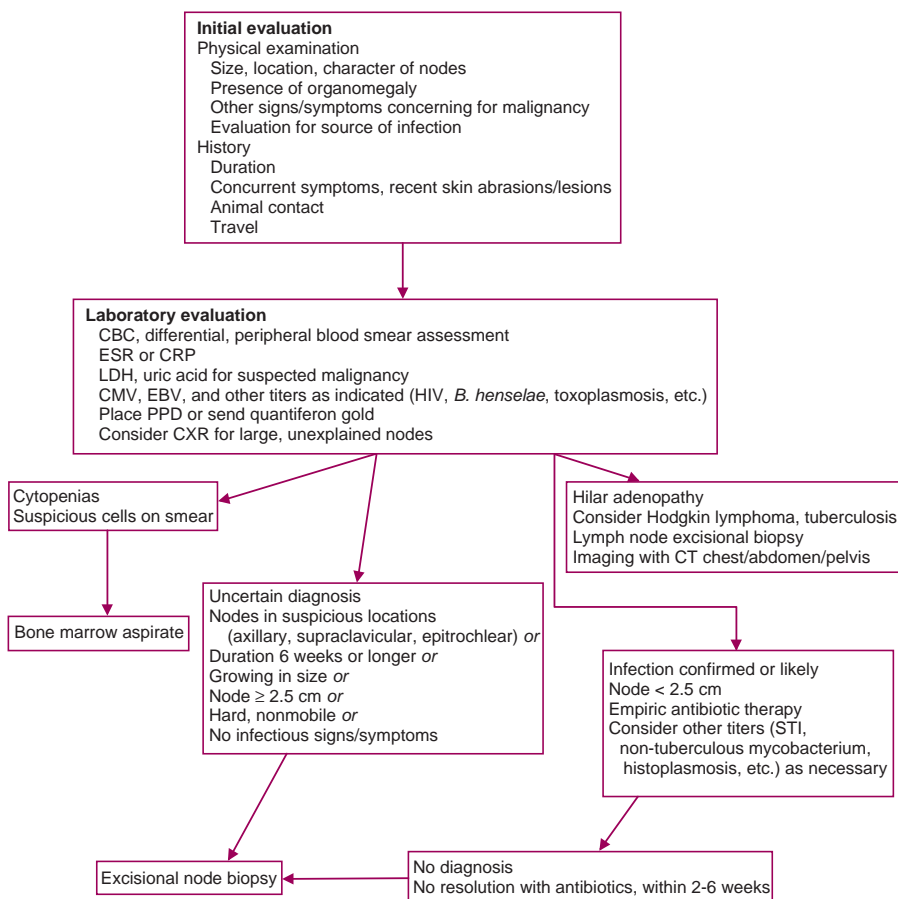 Initial evaluation
Physical examination
Size, location, character of nodes
Presence of organomegaly
Other signs/symptoms concerning for malignancy
Evaluation for source of infection
History
Duration
Concurrent symptoms, recent skin abrasions/lesions
Animal contact
Travel
Laboratory evaluation
CBC, differential, peripheral blood smear assessment
ESR or CRP
LDH, uric acid for suspected malignancy
CMV, EBV, and other titers as indicated (HIV, B. henselae, toxoplasmosis, etc.)
Place PPD or send quantiferon gold
Consider CXR for large, unexplained nodes
Cytopenias
Suspicious cells on smear
Bone marrow aspirate
Uncertain diagnosis
Nodes in suspicious locations
(axillary, supraclavicular, epitrochlear) or
Duration 6 weeks or longer or
Growing in size or
Node ≥ 2.5 cm or
Hard, nonmobile or
No infectious signs/symptoms
Hilar adenopathy
Consider Hodgkin lymphoma, tuberculosis
Lymph node excisional biopsy
Imaging with CT chest/abdomen/pelvis
Infection confirmed or likely
Node < 2.5 cm
Empiric antibiotic therapy
Consider other titers (STI,
non-tuberculous mycobacterium,
histoplasmosis, etc.) as necessary
Excisional node biopsy
No diagnosis
No resolution with antibiotics, within 2-6 weeks